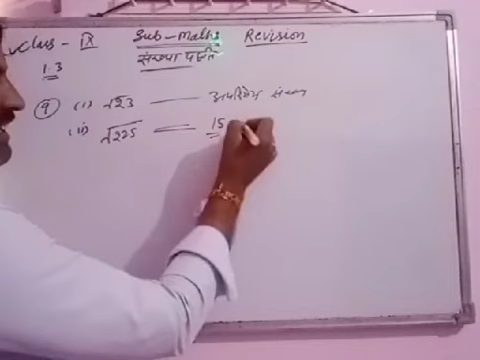 Class - IX Sub - Maths Revision
संख्या पद्धति
1.3
9 (i) √23 —— अपरिमेय संख्या
(ii) √225 —— 15